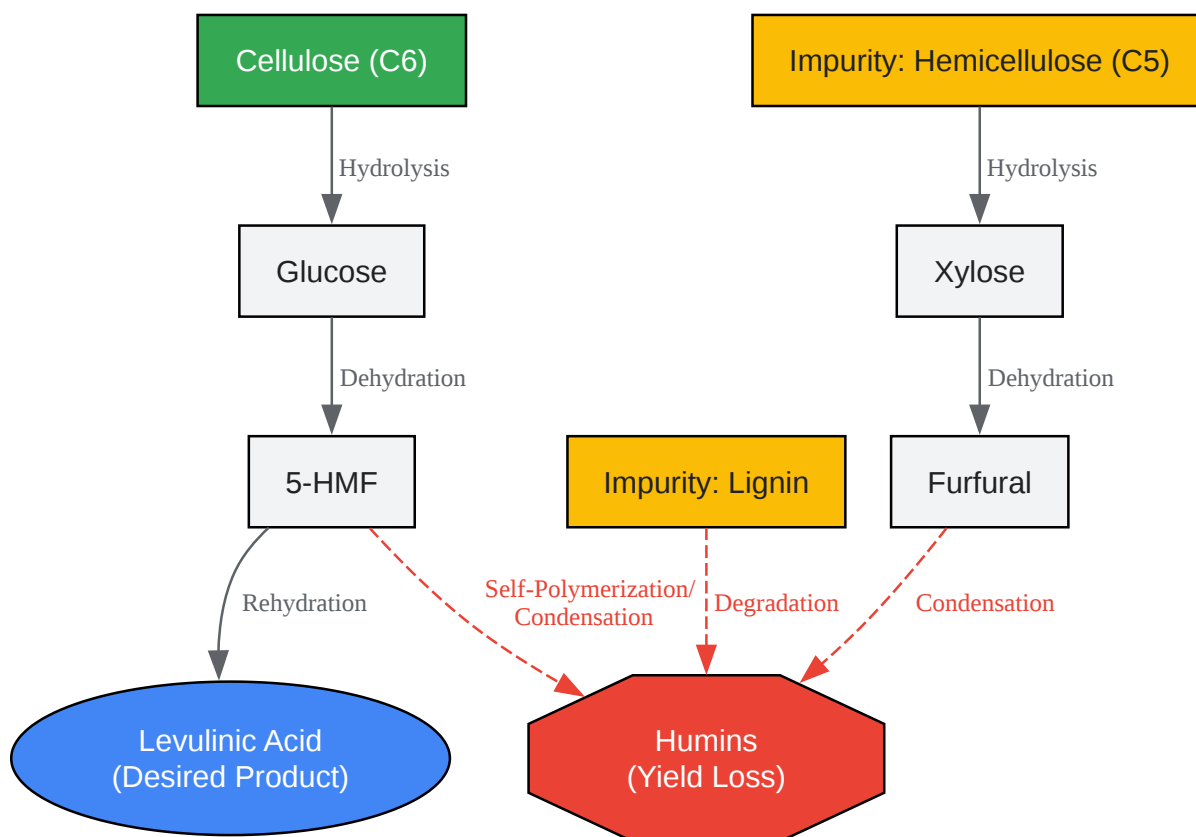 Cellulose (C6)
Impurity: Hemicellulose (C5)
Hydrolysis
Hydrolysis
Glucose
Xylose
Dehydration
Dehydration
5-HMF
Impurity: Lignin
Furfural
Rehydration
Self-Polymerization/
Condensation
Degradation
Condensation
Levulinic Acid
(Desired Product)
Humins
(Yield Loss)